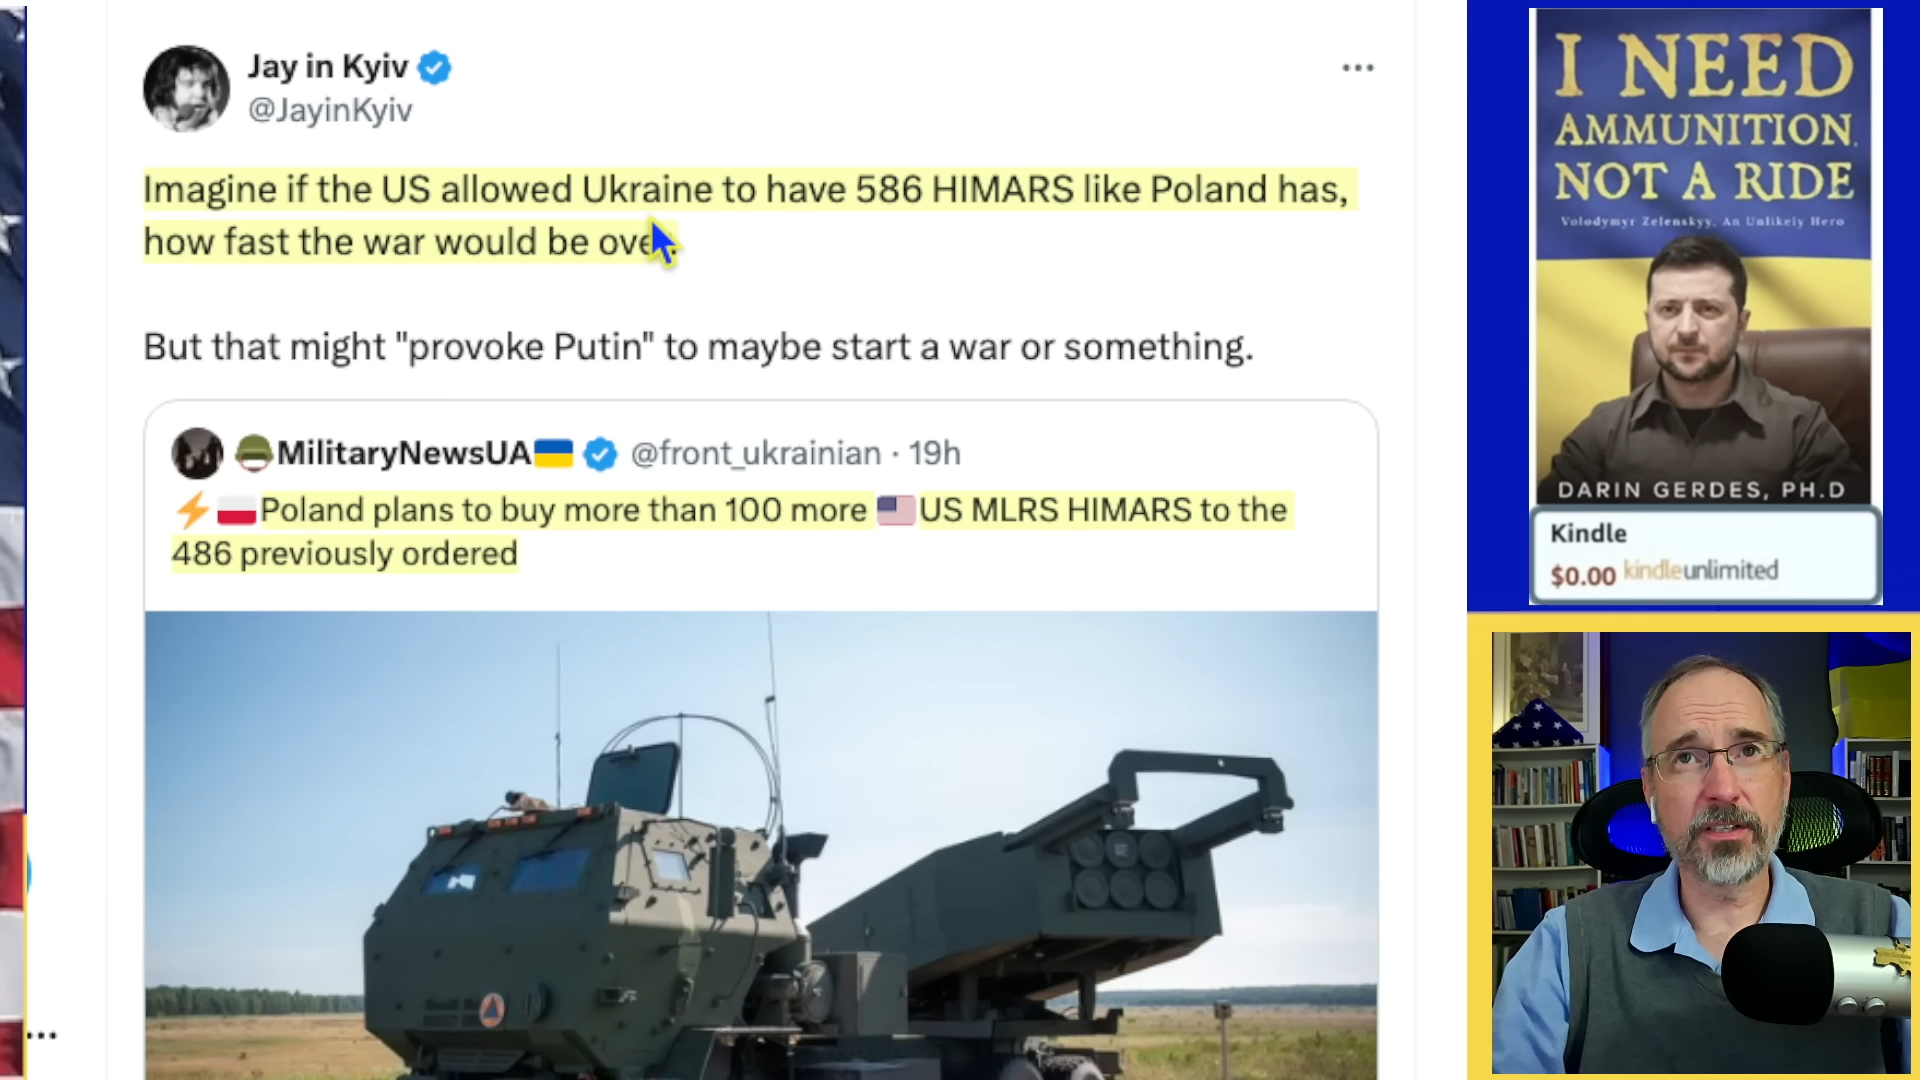 Jay in Kyiv
@JayinKyiv
Imagine if the US allowed Ukraine to have 586 HIMARS like Poland has,
how fast the war would be
But that might "provoke Putin" to maybe start a war or something.
MilitaryNewsUA @front_ukrainian · 19h
Poland plans to buy more than 100 more US MLRS HIMARS to the
486 previously ordered
I NEED
AMMUNITION,
NOT A RIDE
Volodymyr Zelenskyy, An Unlikely Hero
DARIN GERDES, PH.D
Kindle
$0.00 kindleunlimited